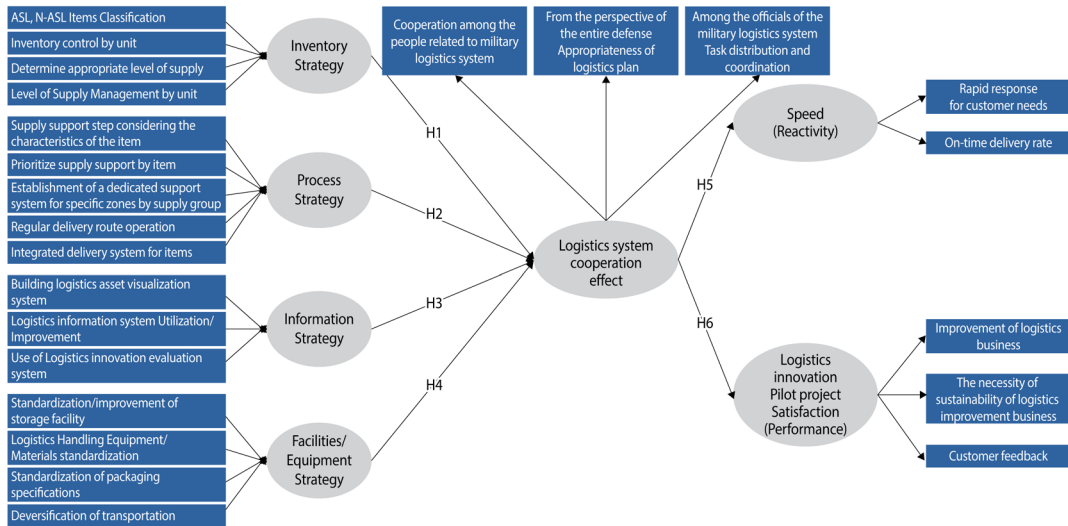 ASL, N-ASL Items Classification
Inventory control by unit
Determine appropriate level of supply
Level of Supply Management by unit
Inventory
Strategy
Supply support step considering the
characteristics of the item
Prioritize supply support by item
Establishment of a dedicated support
system for specific zones by supply group
Regular delivery route operation
Integrated delivery system for items
Process
Strategy
Building logistics asset visualization
system
Logistics information system Utilization/
Improvement
Use of Logistics innovation evaluation
system
Information
Strategy
Standardization/improvement of
storage facility
Logistics Handling Equipment/
Materials standardization
Standardization of packaging
specifications
Deversification of transportation
Facilities/
Equipment
Strategy
H1
H2
H3
H4
Cooperation among the
people related to military
logistics system
From the perspective of
the entire defense
Appropriateness of
logistics plan
Among the officials of the
military logistics system
Task distribution and
coordination
Logistics system
cooperation
effect
H5
H6
Speed
(Reactivity)
Rapid response
for customer needs
On-time delivery rate
Logistics
innovation
Pilot project
Satisfaction
(Performance)
Improvement of logistics
business
The necessity of
sustainability of logistics
improvement business
Customer feedback